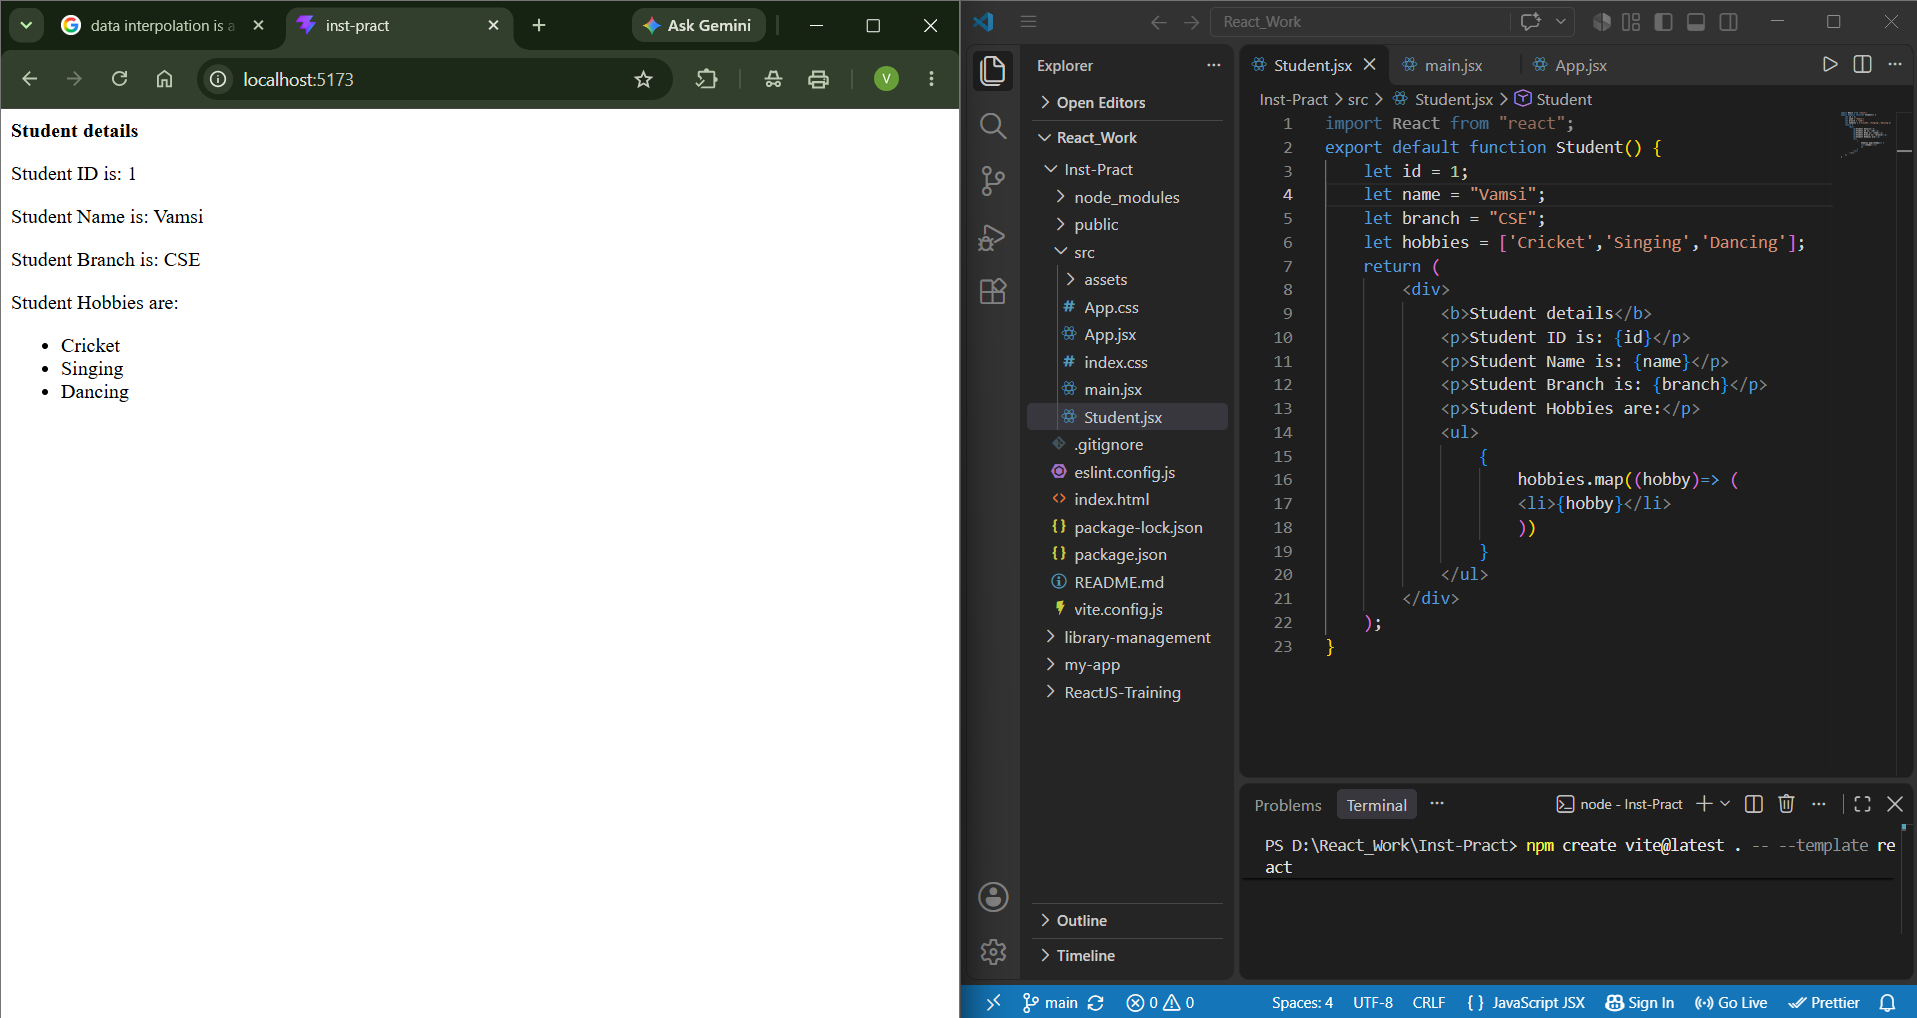 data interpolation is a
inst-pract
Ask Gemini
localhost:5173
V
Student details
Student ID is: 1
Student Name is: Vamsi
Student Branch is: CSE
Student Hobbies are:
Cricket
Singing
Dancing
React_Work
Explorer
Open Editors
React_Work
Inst-Pract
node_modules
public
src
assets
App.css
App.jsx
index.css
main.jsx
Student.jsx
.gitignore
eslint.config.js
index.html
package-lock.json
package.json
README.md
vite.config.js
library-management
my-app
ReactJS-Training
Outline
Timeline
Student.jsx main.jsx App.jsx
Inst-Pract > src > Student.jsx > Student
1 import React from "react";
2 export default function Student() {
3 let id = 1;
4 let name = "Vamsi";
5 let branch = "CSE";
6 let hobbies = ['Cricket','Singing','Dancing'];
7 return (
8 <div>
9 <b>Student details</b>
10 <p>Student ID is: {id}</p>
11 <p>Student Name is: {name}</p>
12 <p>Student Branch is: {branch}</p>
13 <p>Student Hobbies are:</p>
14 <ul>
15 {
16 hobbies.map((hobby)=> (
17 <li>{hobby}</li>
18 ))
19 }
20 </ul>
21 </div>
22 );
23 }
Problems Terminal node - Inst-Pract
PS D:\React_Work\Inst-Pract> npm create vite@latest . -- --template re
act
main 0 0 Spaces: 4 UTF-8 CRLF {} JavaScript JSX Sign In Go Live Prettier